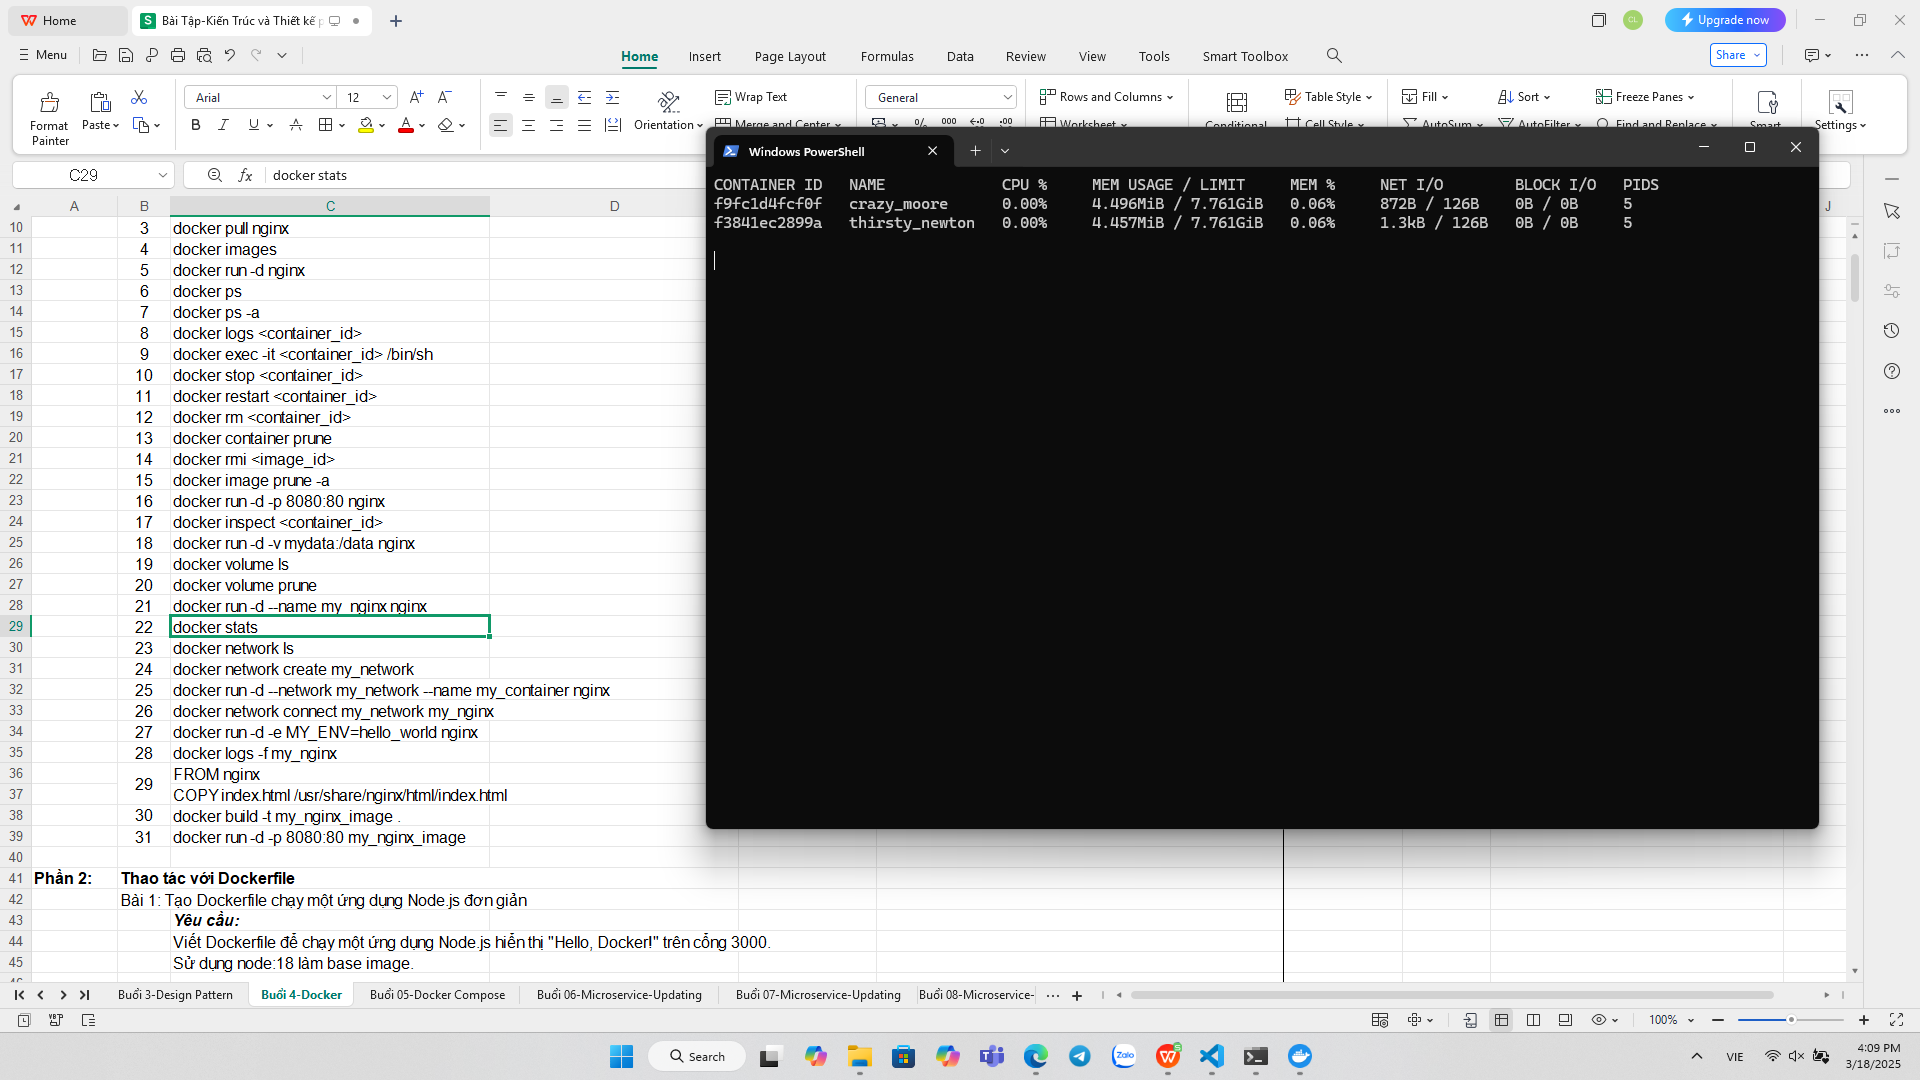 Home
Bài Tập-Kiến Trúc và Thiết kế p
CL
Upgrade now
Menu
Home Insert Page Layout Formulas Data Review View Tools Smart Toolbox
Share
Format Painter
Paste
Arial 12
Orientation
Wrap Text
Merge and Center
General
Rows and Columns
Worksheet
Conditional
Table Style
Cell Style
Fill
AutoSum
Sort
AutoFilter
Freeze Panes
Find and Replace
Smart
Settings
C29
fx docker stats
A B C D J
10 3 docker pull nginx
11 4 docker images
12 5 docker run -d nginx
13 6 docker ps
14 7 docker ps -a
15 8 docker logs <container_id>
16 9 docker exec -it <container_id> /bin/sh
17 10 docker stop <container_id>
18 11 docker restart <container_id>
19 12 docker rm <container_id>
20 13 docker container prune
21 14 docker rmi <image_id>
22 15 docker image prune -a
23 16 docker run -d -p 8080:80 nginx
24 17 docker inspect <container_id>
25 18 docker run -d -v mydata:/data nginx
26 19 docker volume ls
27 20 docker volume prune
28 21 docker run -d --name my_nginx nginx
29 22 docker stats
30 23 docker network ls
31 24 docker network create my_network
32 25 docker run -d --network my_network --name my_container nginx
33 26 docker network connect my_network my_nginx
34 27 docker run -d -e MY_ENV=hello_world nginx
35 28 docker logs -f my_nginx
36 29 FROM nginx
37 COPY index.html /usr/share/nginx/html/index.html
38 30 docker build -t my_nginx_image .
39 31 docker run -d -p 8080:80 my_nginx_image
40
41 Phần 2: Thao tác với Dockerfile
42 Bài 1: Tạo Dockerfile chạy một ứng dụng Node.js đơn giản
43 Yêu cầu:
44 Viết Dockerfile để chạy một ứng dụng Node.js hiển thị "Hello, Docker!" trên cổng 3000.
45 Sử dụng node:18 làm base image.
Windows PowerShell
CONTAINER ID NAME CPU % MEM USAGE / LIMIT MEM % NET I/O BLOCK I/O PIDS
f9fc1d4fcf0f crazy_moore 0.00% 4.496MiB / 7.761GiB 0.06% 872B / 126B 0B / 0B 5
f3841ec2899a thirsty_newton 0.00% 4.457MiB / 7.761GiB 0.06% 1.3kB / 126B 0B / 0B 5
Buổi 3-Design Pattern Buổi 4-Docker Buổi 05-Docker Compose Buổi 06-Microservice-Updating Buổi 07-Microservice-Updating Buổi 08-Microservice-
100%
Search
Zalo
VIE
4:09 PM
3/18/2025